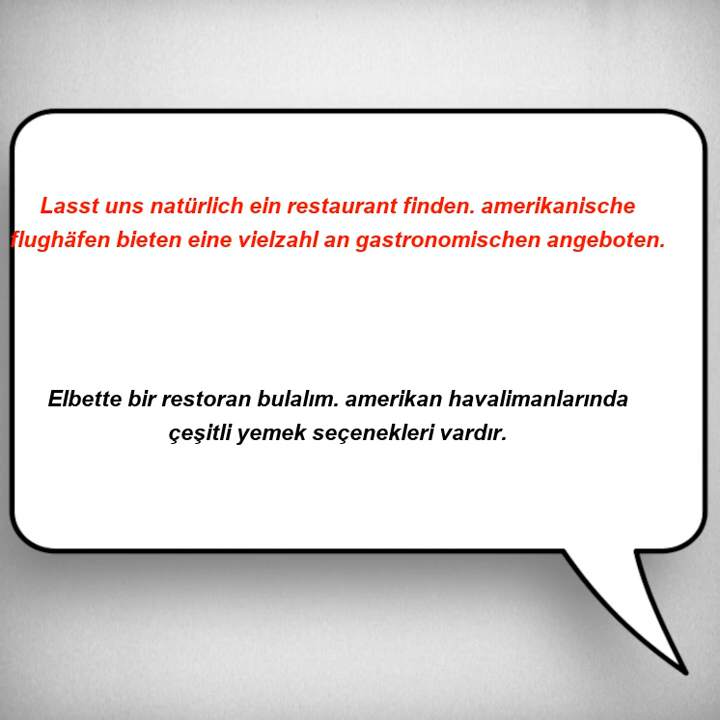 Lasst uns natürlich ein restaurant finden. amerikanische
flughäfen bieten eine vielzahl an gastronomischen angeboten.
Elbette bir restoran bulalım. amerikan havalimanlarında
çeşitli yemek seçenekleri vardır.